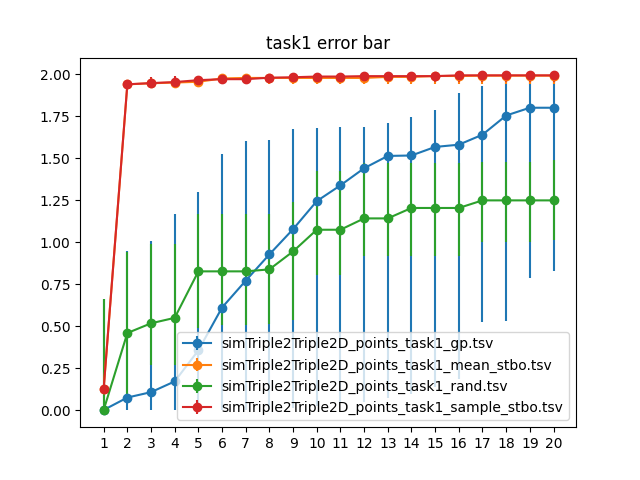 task1 error bar
2.00
1.75
1.50
1.25
1.00
0.75
0.50
0.25
0.00
simTriple2Triple2D_points_task1_gp.tsv
simTriple2Triple2D_points_task1_mean_stbo.tsv
simTriple2Triple2D_points_task1_rand.tsv
simTriple2Triple2D_points_task1_sample_stbo.tsv
1 2 3 4 5 6 7 8 9 10 11 12 13 14 15 16 17 18 19 20